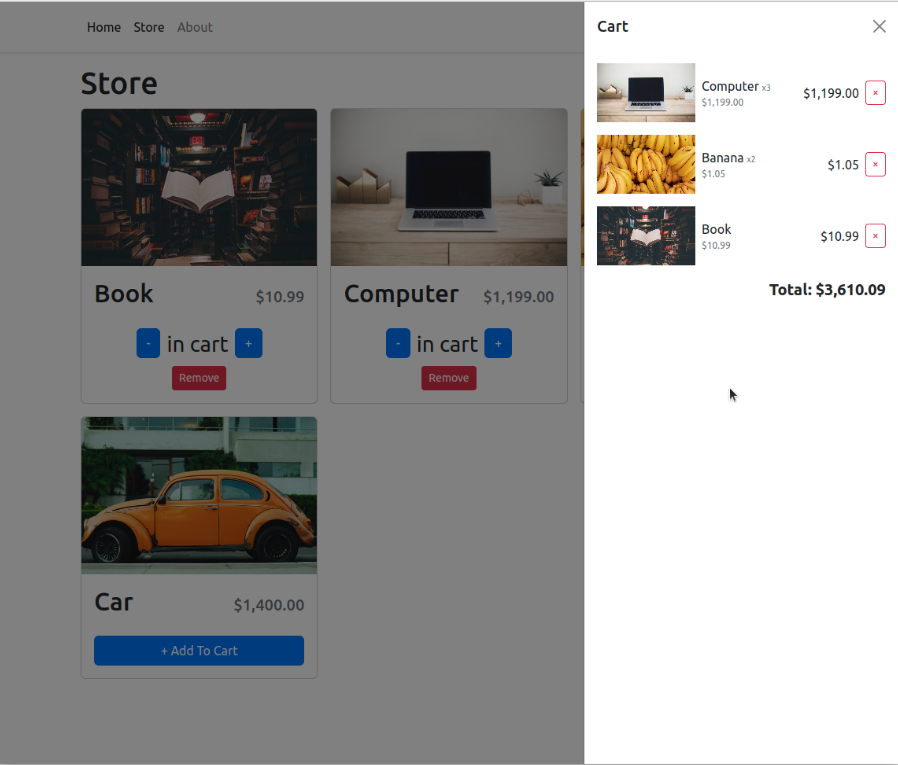 Home Store About
Store
Book $10.99
- in cart +
Remove
Computer $1,199.00
- in cart +
Remove
Car $1,400.00
+ Add To Cart
Cart ×
Computer x3 $1,199.00 ×
$1,199.00
Banana x2 $1.05 ×
$1.05
Book $10.99 ×
$10.99
Total: $3,610.09